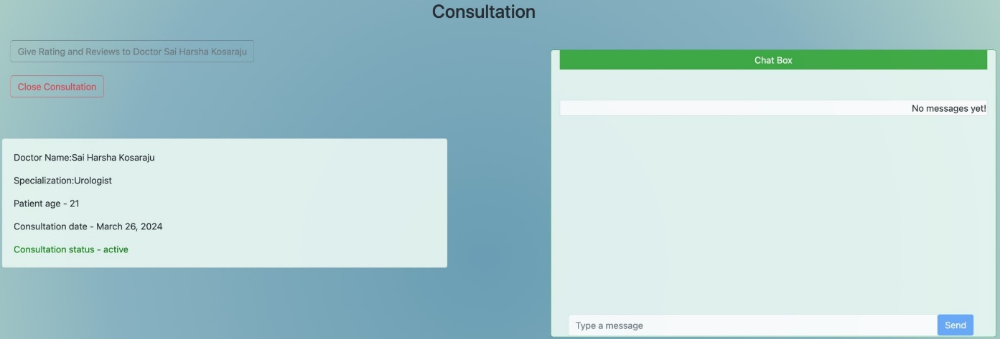 Consultation
Give Rating and Reviews to Doctor Sai Harsha Kosaraju
Close Consultation
Doctor Name:Sai Harsha Kosaraju
Specialization:Urologist
Patient age - 21
Consultation date - March 26, 2024
Consultation status - active
Chat Box
No messages yet!
Type a message
Send